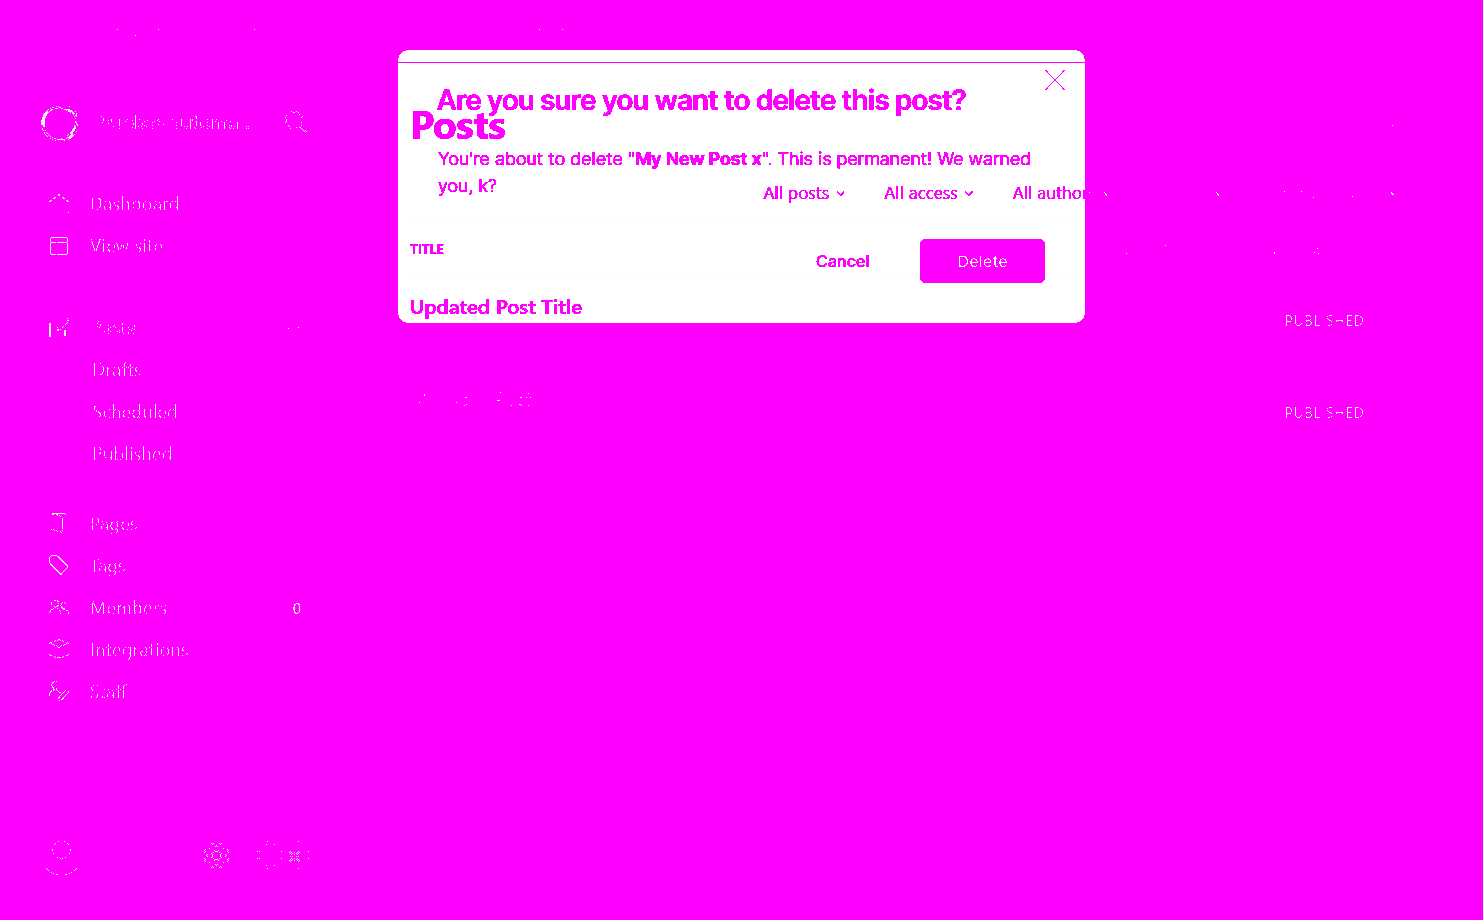 Are you sure you want to delete this post?
Posts
You're about to delete "My New Post x". This is permanent! We warned
you, k?
All posts All access All author
Dashboard
View site
TITLE
Cancel Delete
Updated Post Title
PUBLISHED
Posts
Drafts
Scheduled
PUBLISHED
Published
Pages
Tags
Members 0
Integrations
Staff